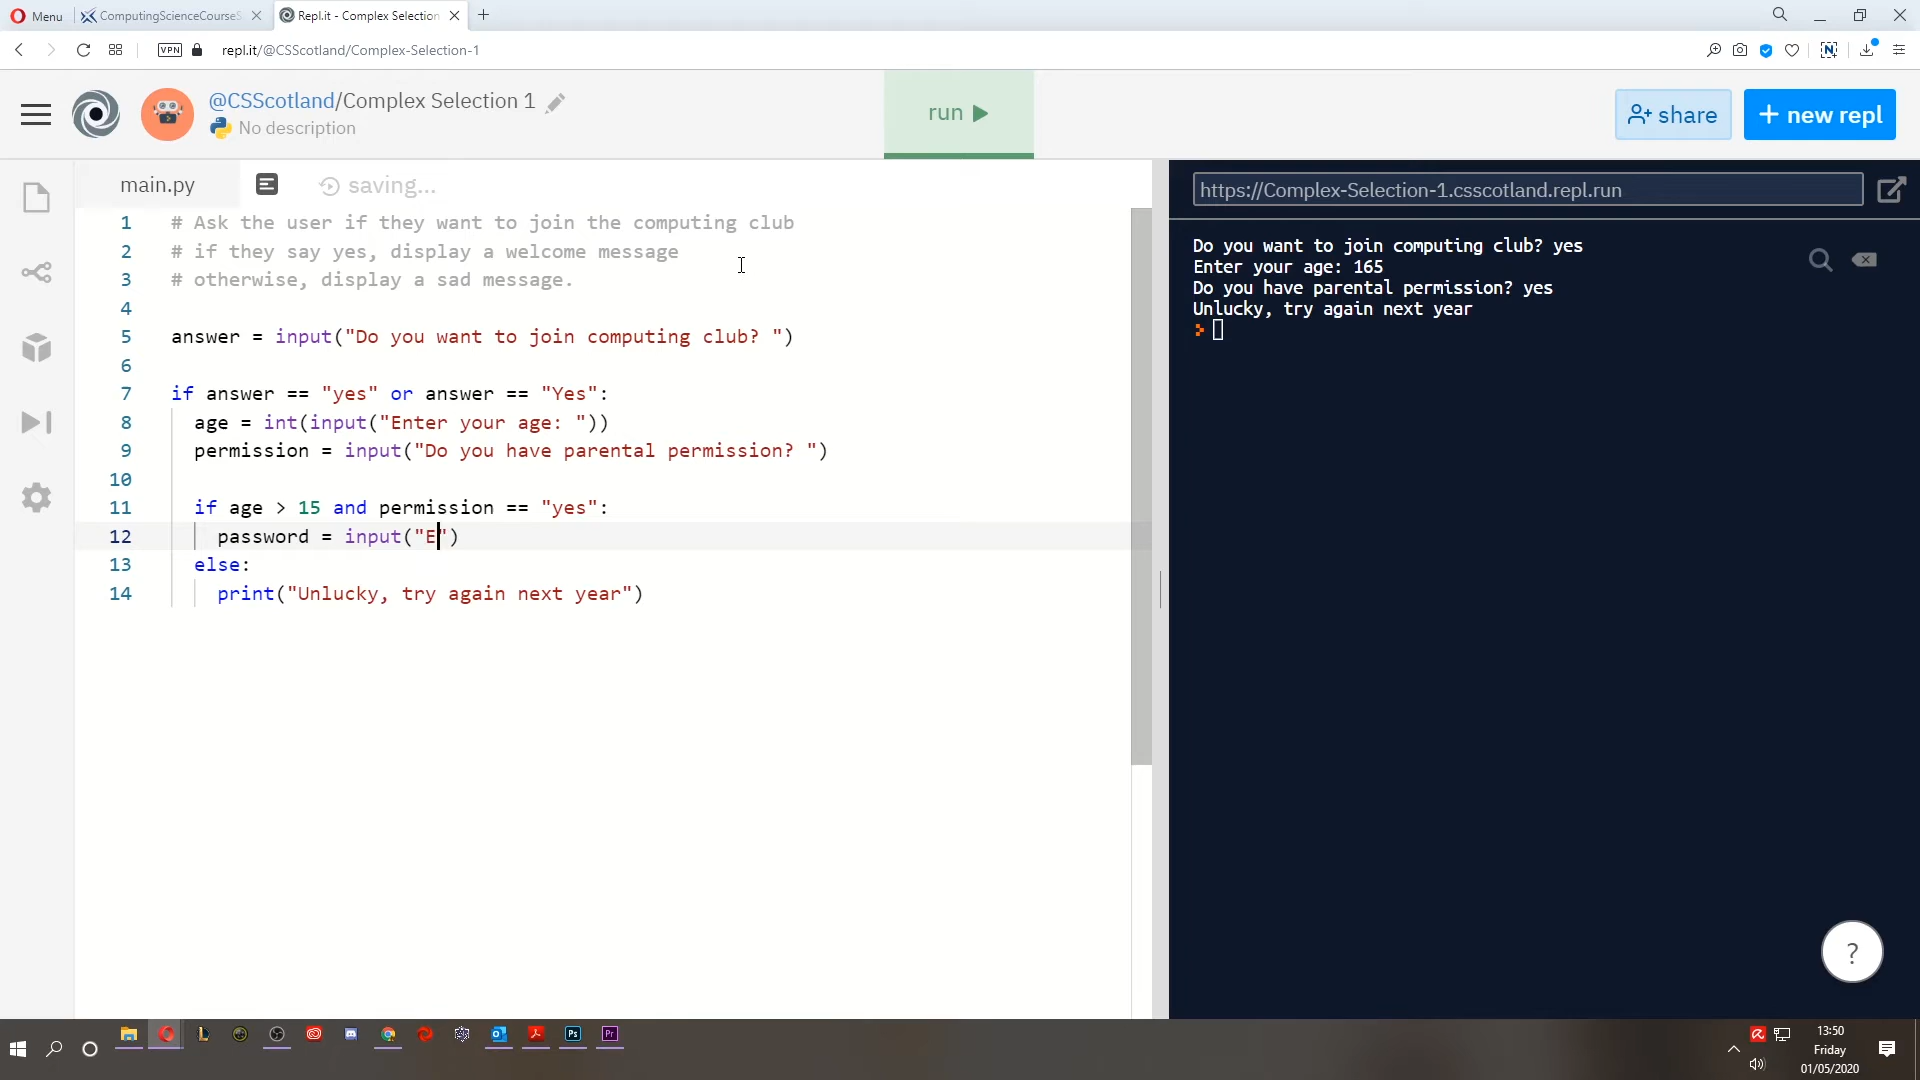 Menu
ComputingScienceCourseS
Repl.it - Complex Selection
VPN
repl.it/@CSScotland/Complex-Selection-1
@CSScotland/Complex Selection 1
No description
run
share
+ new repl
main.py
saving...
https://Complex-Selection-1.csscotland.repl.run
1 # Ask the user if they want to join the computing club
2 # if they say yes, display a welcome message
3 # otherwise, display a sad message.
4
5 answer = input("Do you want to join computing club? ")
6
7 if answer == "yes" or answer == "Yes":
8 age = int(input("Enter your age: "))
9 permission = input("Do you have parental permission? ")
10
11 if age > 15 and permission == "yes":
12 password = input("E")
13 else:
14 print("Unlucky, try again next year")
Do you want to join computing club? yes
Enter your age: 165
Do you have parental permission? yes
Unlucky, try again next year
>
?
Ps
Pr
13:50
Friday
01/05/2020